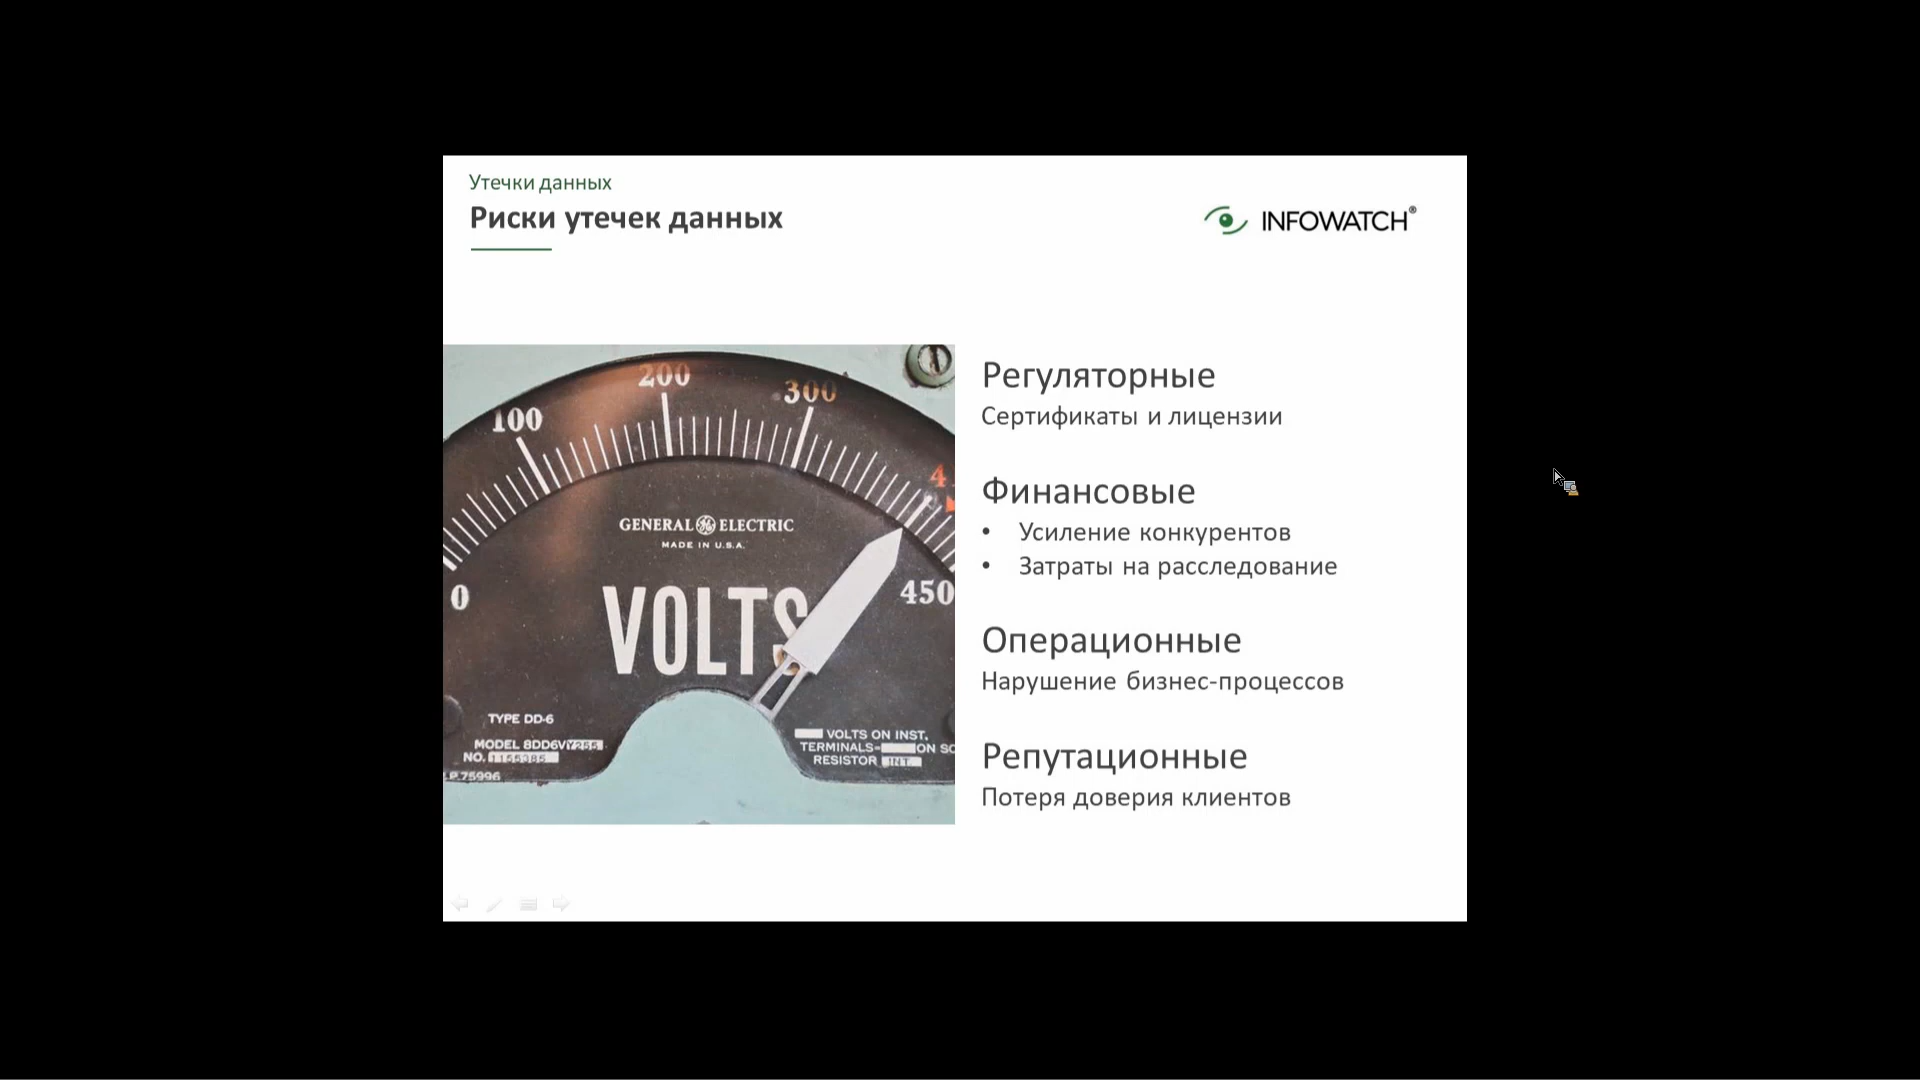 Утечки данных
Риски утечек данных
INFOWATCH®
Регуляторные
Сертификаты и лицензии
Финансовые
• Усиление конкурентов
• Затраты на расследование
Операционные
Нарушение бизнес-процессов
Репутационные
Потеря доверия клиентов
0
100
200
300
4
450
GENERAL GE ELECTRIC
MADE IN U.S.A.
VOLTS
TYPE DD-6
MODEL 8DD6VY255
NO.
P.75996
VOLTS ON INST.
TERMINALS= ON SC
RESISTOR INT.